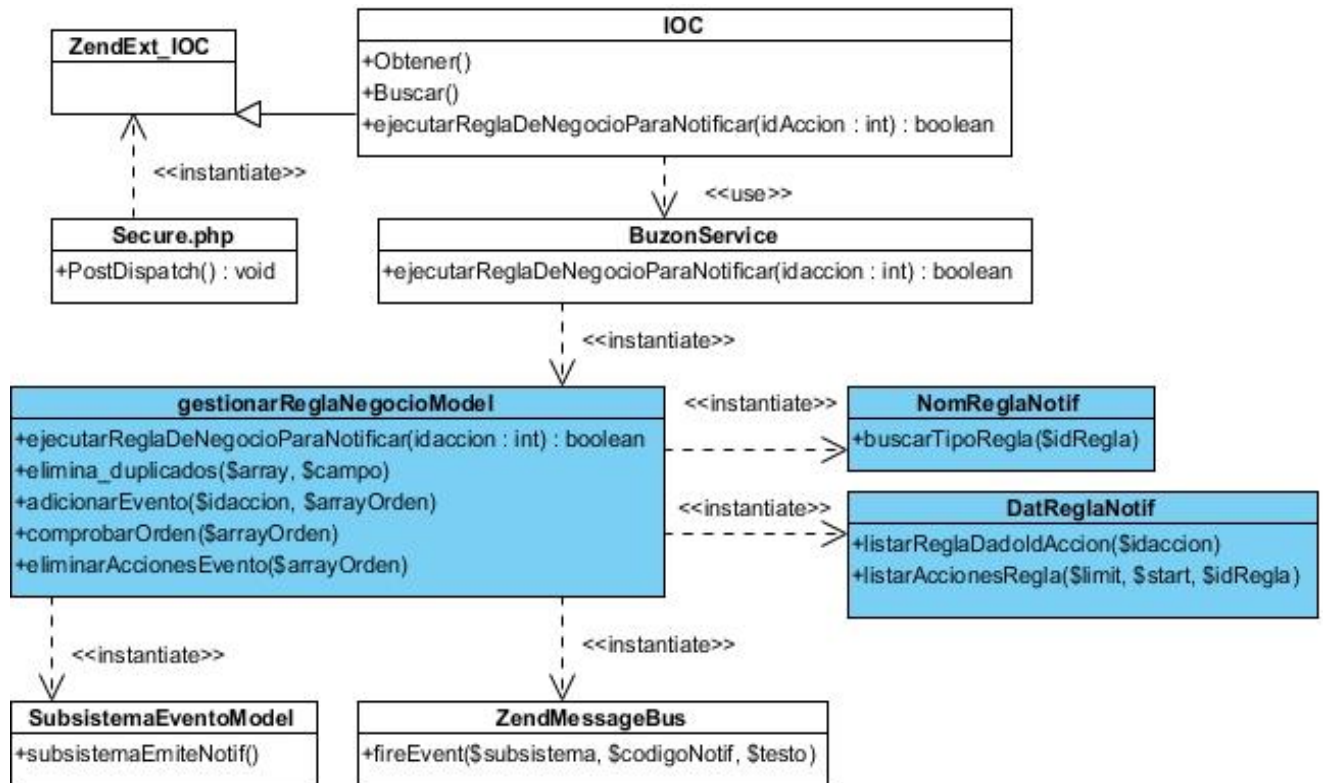 IOC
ZendExt_IOC
+Obtener()
+Buscar()
+ejecutarReglaDeNegocioParaNotificar(idAccion : int) : boolean
<<instantiate>>
<<use>>
Secure.php
+PostDispatch() : void
BuzonService
+ejecutarReglaDeNegocioParaNotificar(idaccion : int) : boolean
<<instantiate>>
gestionarReglaNegocioModel
+ejecutarReglaDeNegocioParaNotificar(idaccion : int) : boolean
+elimina_duplicados($array, $campo)
+adicionarEvento($idaccion, $arrayOrden)
+comprobarOrden($arrayOrden)
+eliminarAccionesEvento($arrayOrden)
<<instantiate>>
NomReglaNotif
+buscarTipoRegla($idRegla)
<<instantiate>>
DatReglaNotif
+listarReglaDadoIdAccion($idaccion)
+listarAccionesRegla($limit, $start, $idRegla)
<<instantiate>>
<<instantiate>>
SubsistemaEventoModel
+subsistemaEmiteNotif()
ZendMessageBus
+fireEvent($subsistema, $codigoNotif, $testo)